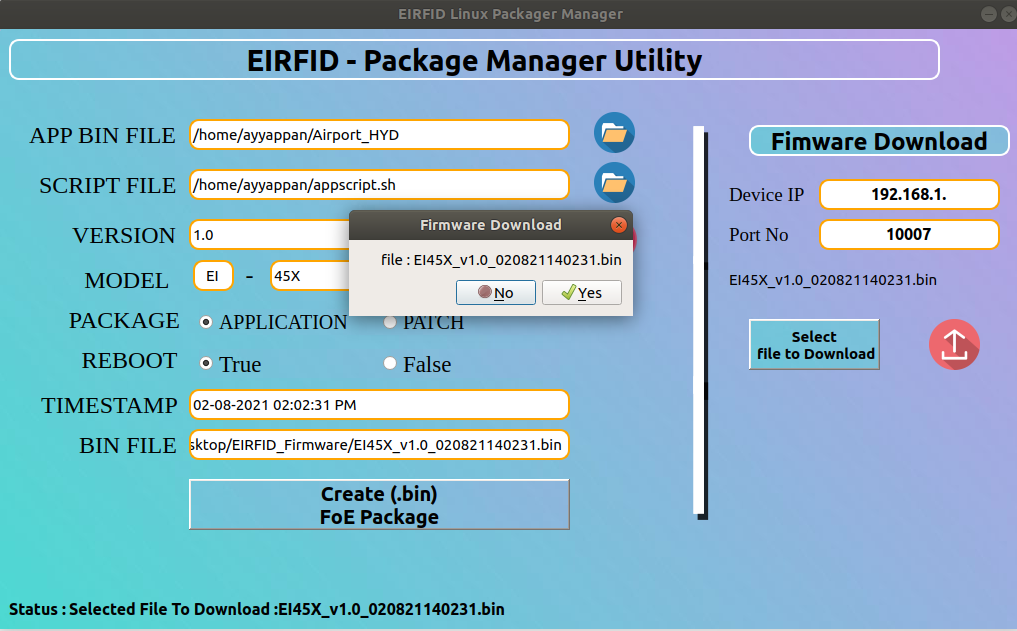 EIRFID Linux Packager Manager
EIRFID - Package Manager Utility
APP BIN FILE
/home/ayyappan/Airport_HYD
SCRIPT FILE
/home/ayyappan/appscript.sh
VERSION
1.0
MODEL
EI - 45X
PACKAGE
APPLICATION
PATCH
REBOOT
True
False
TIMESTAMP
02-08-2021 02:02:31 PM
BIN FILE
sktop/EIRFID_Firmware/EI45X_v1.0_020821140231.bin
Create (.bin)
FoE Package
Firmware Download
file : EI45X_v1.0_020821140231.bin
No
Yes
Fimware Download
Device IP
192.168.1.
Port No
10007
EI45X_v1.0_020821140231.bin
Select
file to Download
Status : Selected File To Download :EI45X_v1.0_020821140231.bin